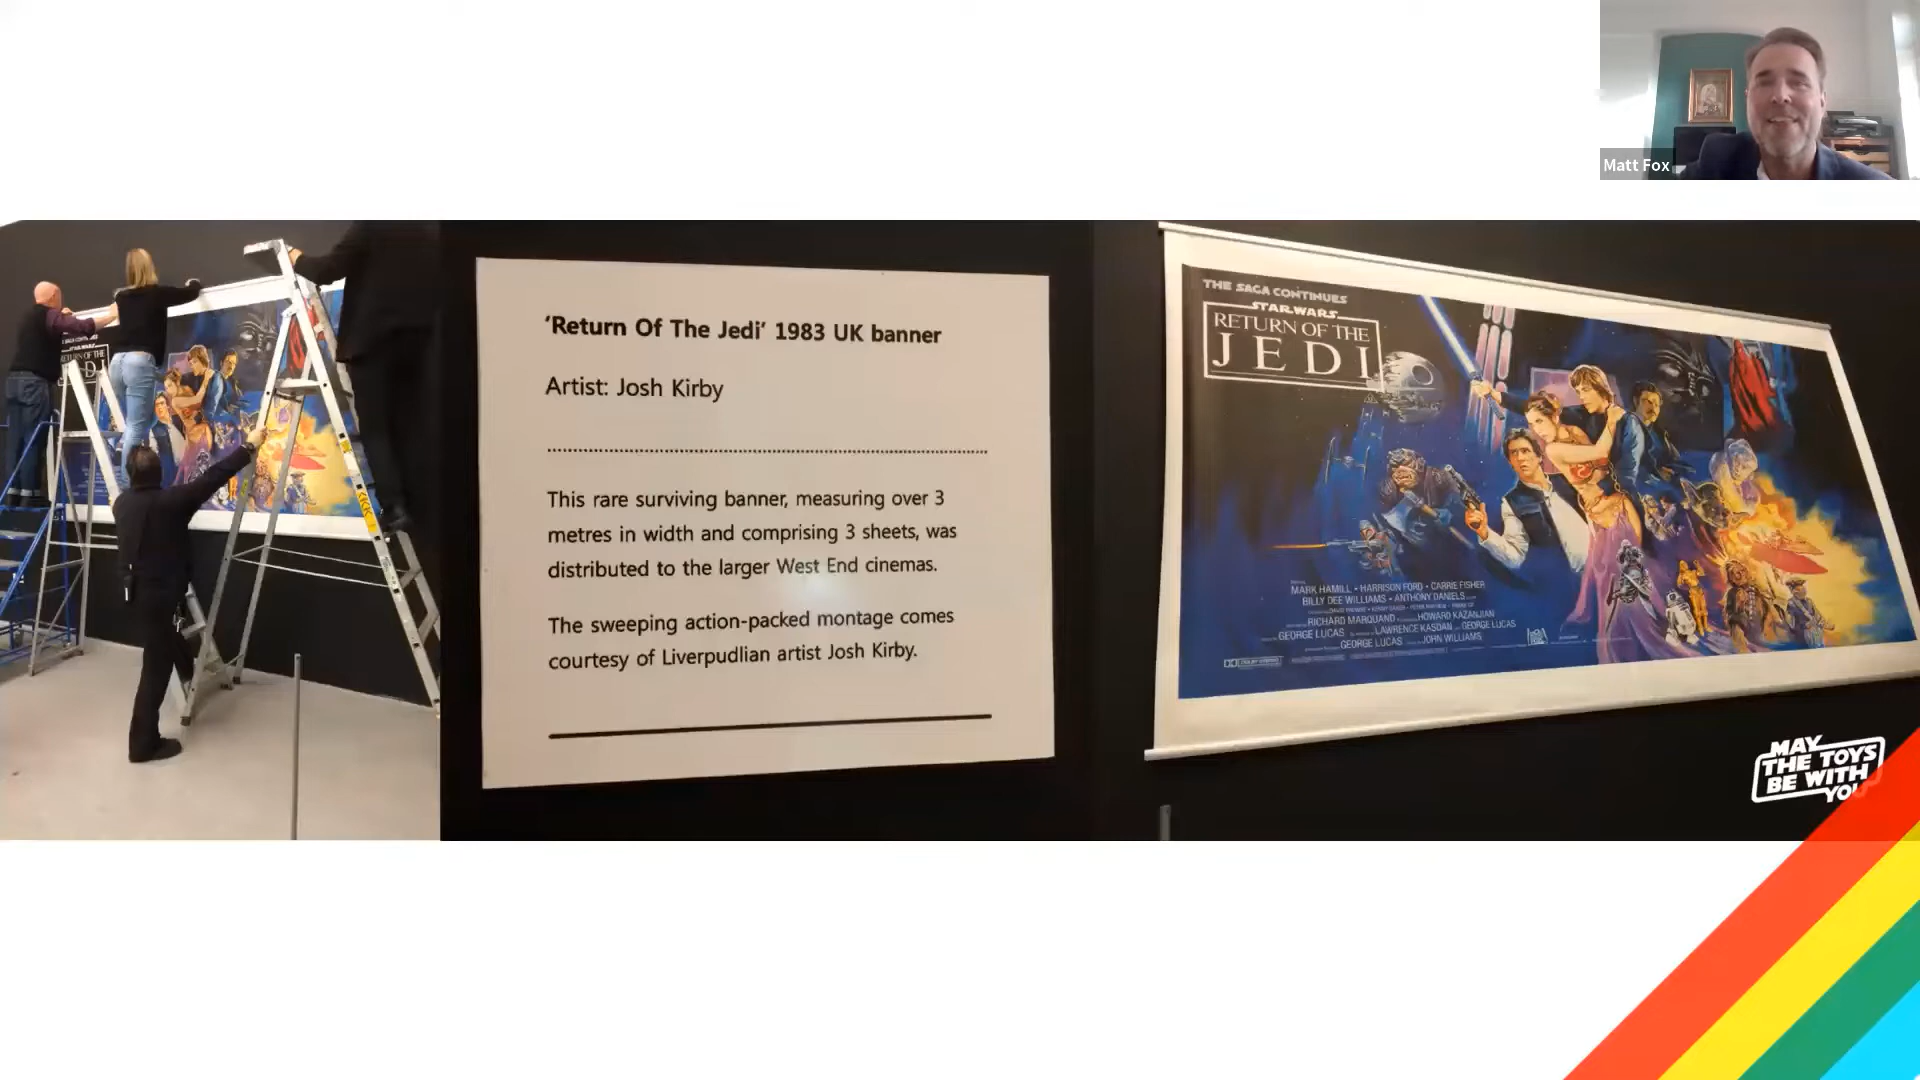 Matt Fox
'Return Of The Jedi' 1983 UK banner
Artist: Josh Kirby
This rare surviving banner, measuring over 3
metres in width and comprising 3 sheets, was
distributed to the larger West End cinemas.
The sweeping action-packed montage comes
courtesy of Liverpudlian artist Josh Kirby.
THE SAGA CONTINUES
STAR WARS
RETURN OF THE
JEDI
MARK HAMILL • HARRISON FORD • CARRIE FISHER
BILLY DEE WILLIAMS • ANTHONY DANIELS
RICHARD MARQUAND HOWARD KAZANJIAN
GEORGE LUCAS LAWRENCE KASDAN GEORGE LUCAS
GEORGE LUCAS JOHN WILLIAMS
MAY
THE TOYS
BE WITH
YOU